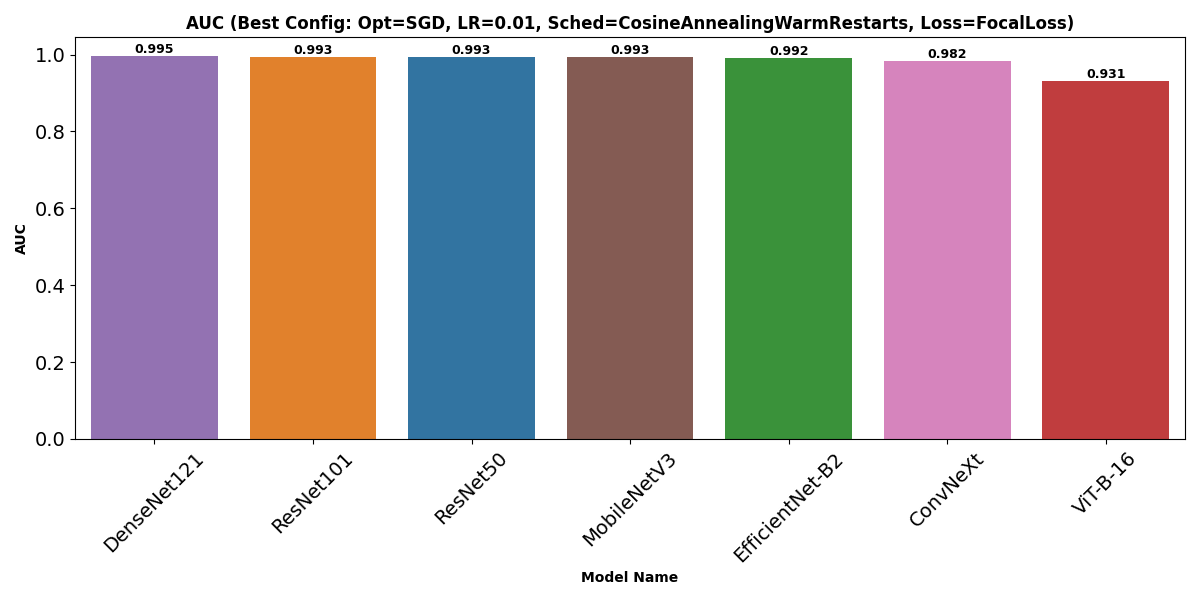 AUC (Best Config: Opt=SGD, LR=0.01, Sched=CosineAnnealingWarmRestarts, Loss=FocalLoss)
0.995
0.993
0.993
0.993
0.992
0.982
0.931
1.0
0.8
0.6
0.4
0.2
0.0
AUC
DenseNet121
ResNet101
ResNet50
MobileNetV3
EfficientNet-B2
ConvNeXt
ViT-B-16
Model Name